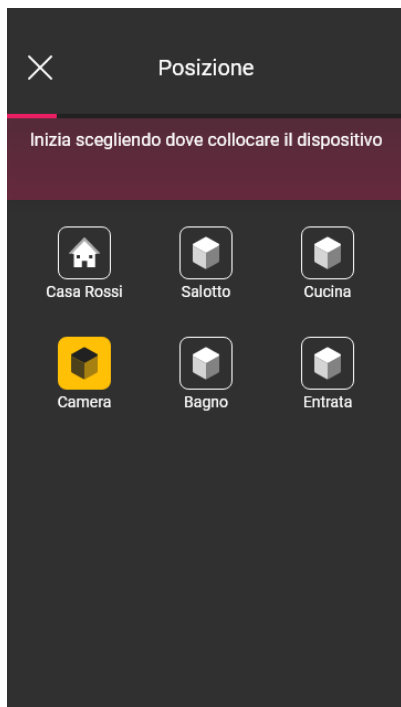 Posizione
Inizia scegliendo dove collocare il dispositivo
Casa Rossi
Salotto
Cucina
Camera
Bagno
Entrata